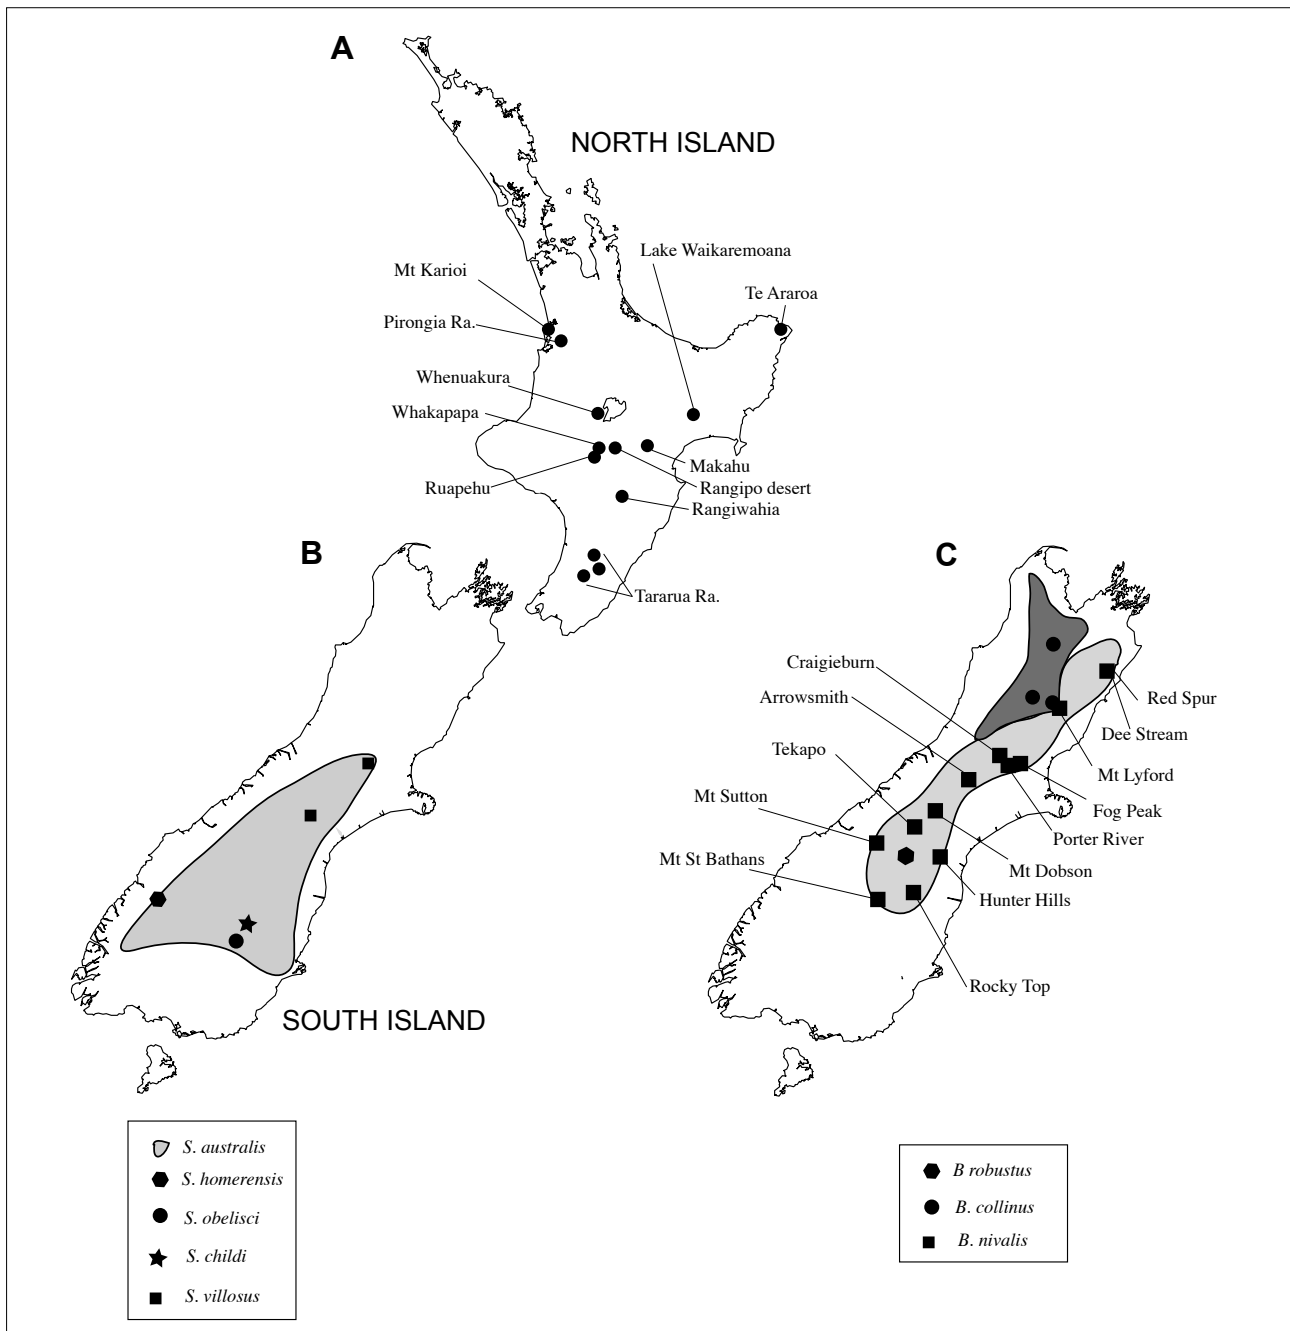 A
NORTH ISLAND
Lake Waikaremoana
Mt Karioi
Te Araroa
Pirongia Ra.
Whenuakura
Whakapapa
Makahu
Ruapehu
Rangipo desert
Rangiwahia
Tararua Ra.
B
SOUTH ISLAND
S. australis
S. homerensis
S. obelisci
S. childi
S. villosus
C
Craigieburn
Arrowsmith
Red Spur
Tekapo
Dee Stream
Mt Lyford
Mt Sutton
Fog Peak
Porter River
Mt St Bathans
Mt Dobson
Hunter Hills
Rocky Top
B robustus
B. collinus
B. nivalis